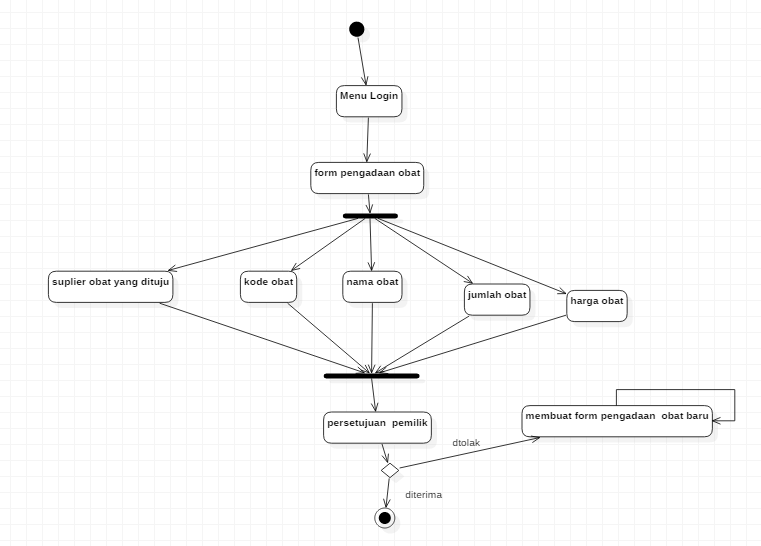 Menu Login
form pengadaan obat
suplier obat yang dituju
kode obat
nama obat
jumlah obat
harga obat
persetujuan  pemilik
membuat form pengadaan  obat baru
dtolak
diterima